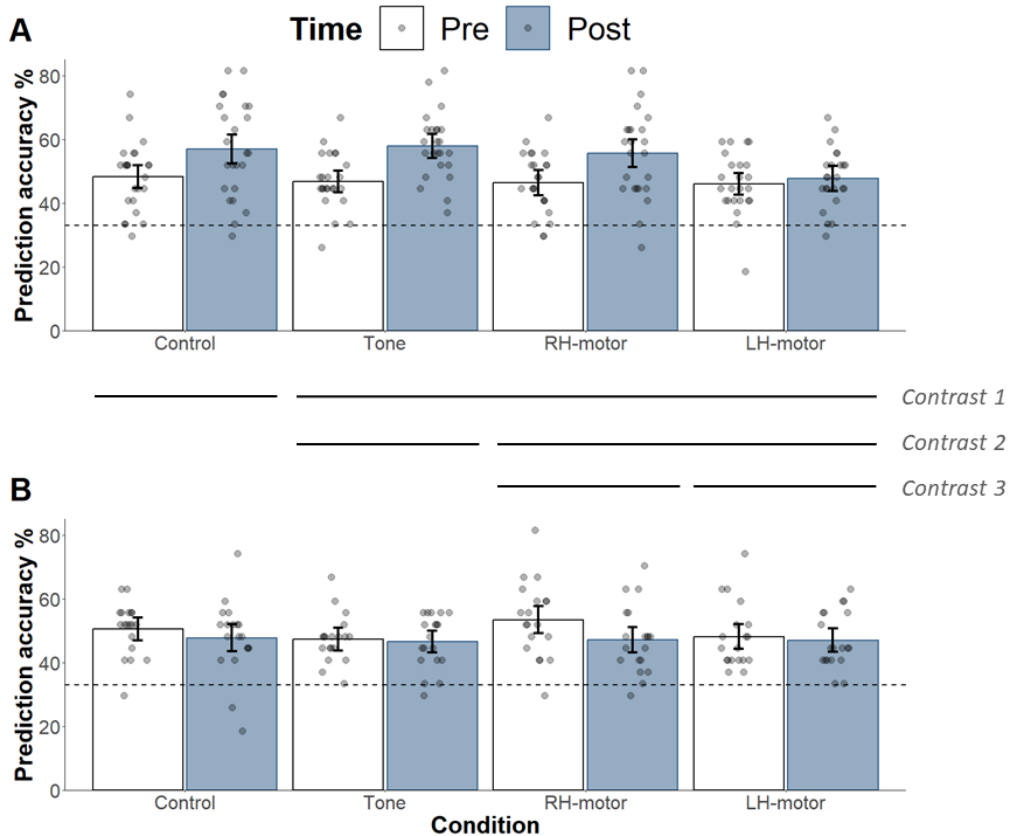 A
Time Pre Post
Prediction accuracy %
80
60
40
20
0
Control Tone RH-motor LH-motor
Contrast 1
Contrast 2
Contrast 3
B
Prediction accuracy %
80
60
40
20
0
Control Tone RH-motor LH-motor
Condition